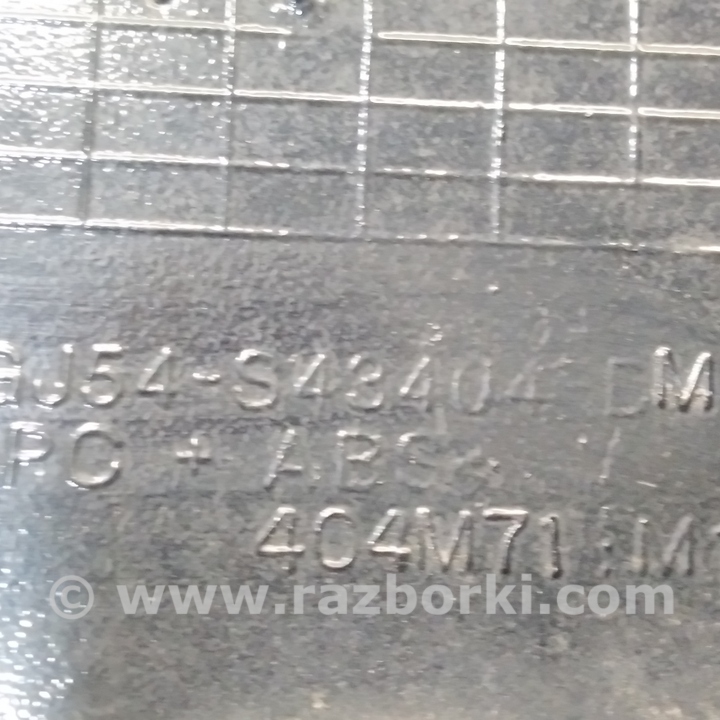 GJ54-S43404-DM
PC + ABS
404M71
© www.razborki.com